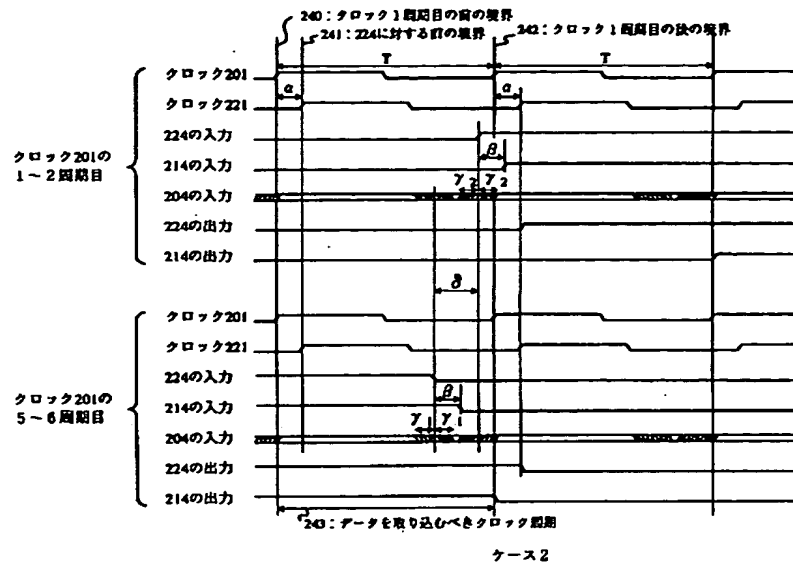 240：クロック1周期目の前の境界
241：224に対する前の境界
242：クロック1周期目の後の境界
T
T
クロック201
α
α
クロック221
224の入力
β
214の入力
γ2 γ2
204の入力
224の出力
214の出力
クロック201の
1～2周期目
δ
クロック201
クロック221
224の入力
β
214の入力
γ1 γ1
204の入力
224の出力
214の出力
クロック201の
5～6周期目
243：データを取り込むべきクロック周期
ケース2